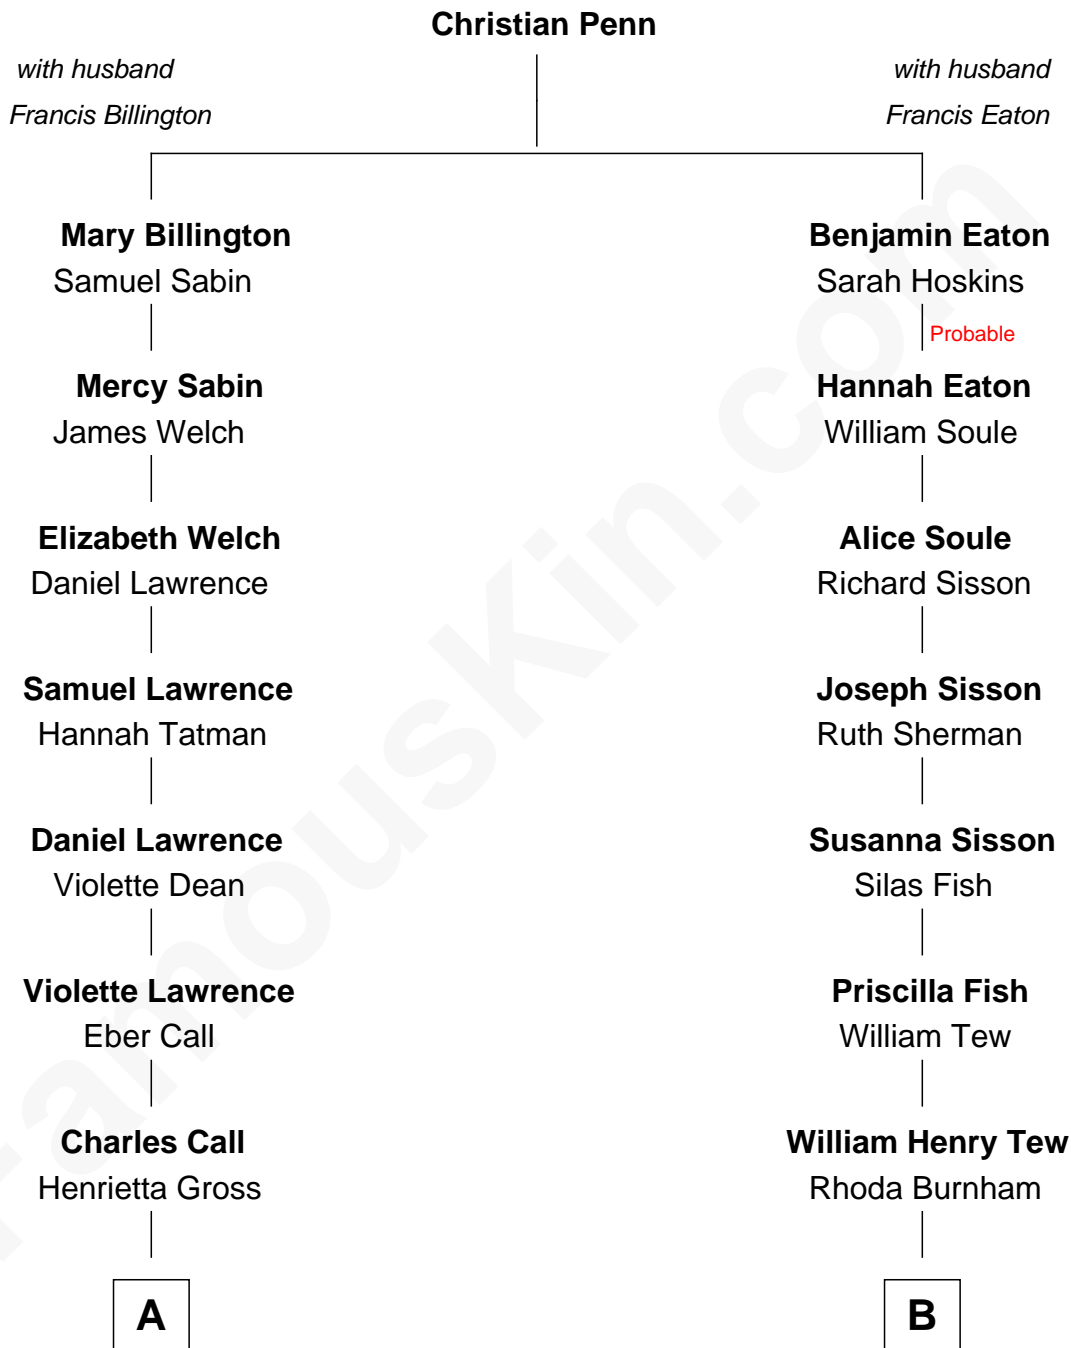 Christian Penn
with husband
Francis Billington
with husband
Francis Eaton
Mary Billington
Samuel Sabin
Benjamin Eaton
Sarah Hoskins
Probable
Mercy Sabin
James Welch
Hannah Eaton
William Soule
Elizabeth Welch
Daniel Lawrence
Alice Soule
Richard Sisson
Samuel Lawrence
Hannah Tatman
Joseph Sisson
Ruth Sherman
Daniel Lawrence
Violette Dean
Susanna Sisson
Silas Fish
Violette Lawrence
Eber Call
Priscilla Fish
William Tew
Charles Call
Henrietta Gross
William Henry Tew
Rhoda Burnham
A
B
FamousKin.com